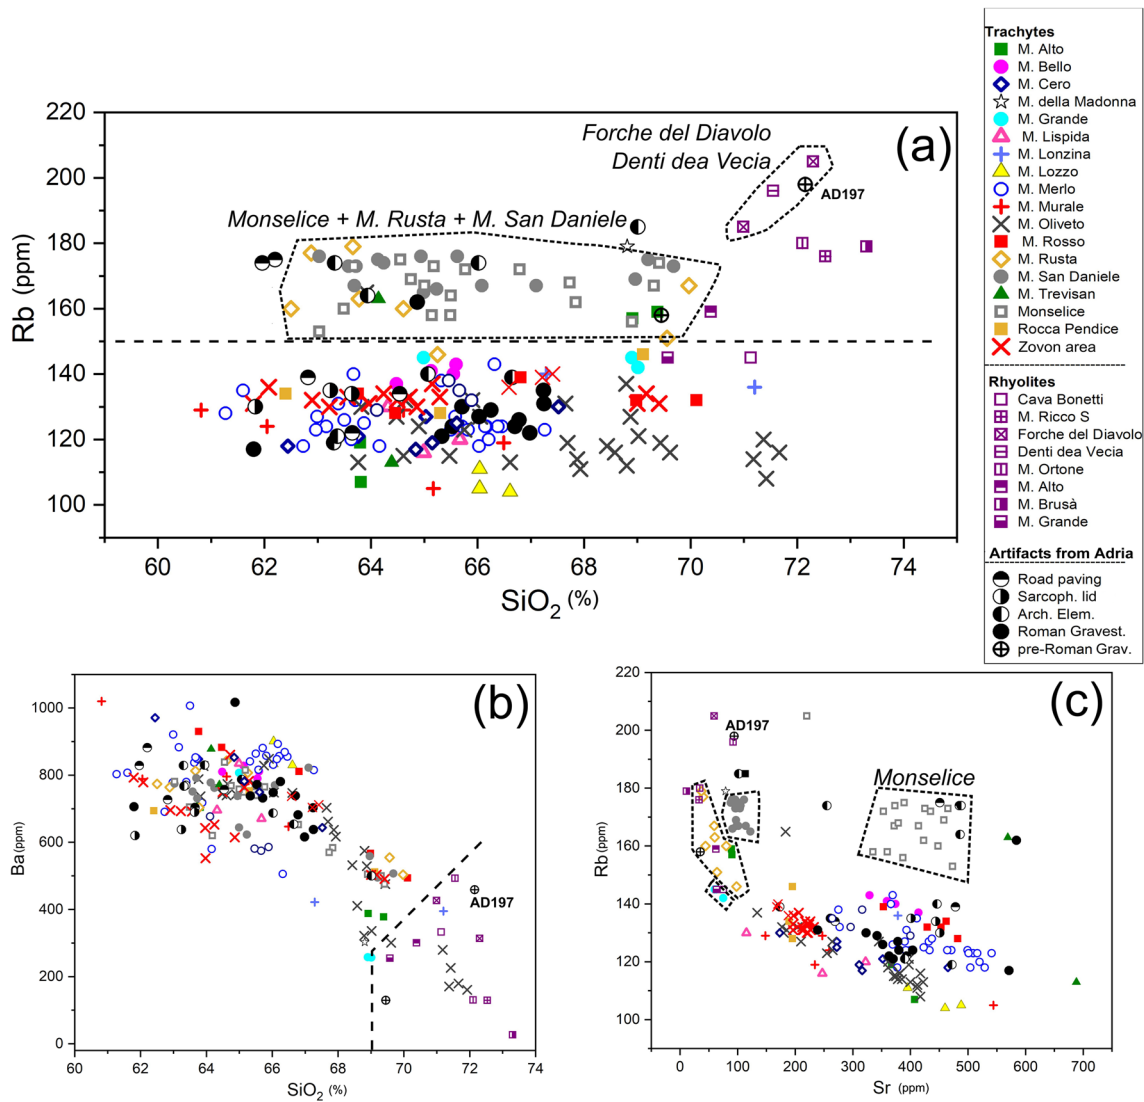 Trachytes
M. Alto
M. Bello
M. Cero
M. della Madonna
M. Grande
M. Lispida
M. Lonzina
M. Lozzo
M. Merlo
M. Murale
M. Oliveto
M. Rosso
M. Rusta
M. San Daniele
M. Trevisan
Monselice
Rocca Pendice
Zovon area
Rhyolites
Cava Bonetti
M. Ricco S
Forche del Diavolo
Denti dea Vecia
M. Ortone
M. Alto
M. Brusà
M. Grande
Artifacts from Adria
Road paving
Sarcoph. lid
Arch. Elem.
Roman Gravest.
pre-Roman Grav.
(a)
Forche del Diavolo
Denti dea Vecia
AD197
Monselice + M. Rusta + M. San Daniele
Rb (ppm)
220
200
180
160
140
120
100
60 62 64 66 68 70 72 74
SiO2 (%)
(b)
AD197
Ba(ppm)
1000
800
600
400
200
0
60 62 64 66 68 70 72 74
SiO2 (%)
(c)
AD197
Monselice
Rb(ppm)
220
200
180
160
140
120
100
0 100 200 300 400 500 600 700
Sr (ppm)